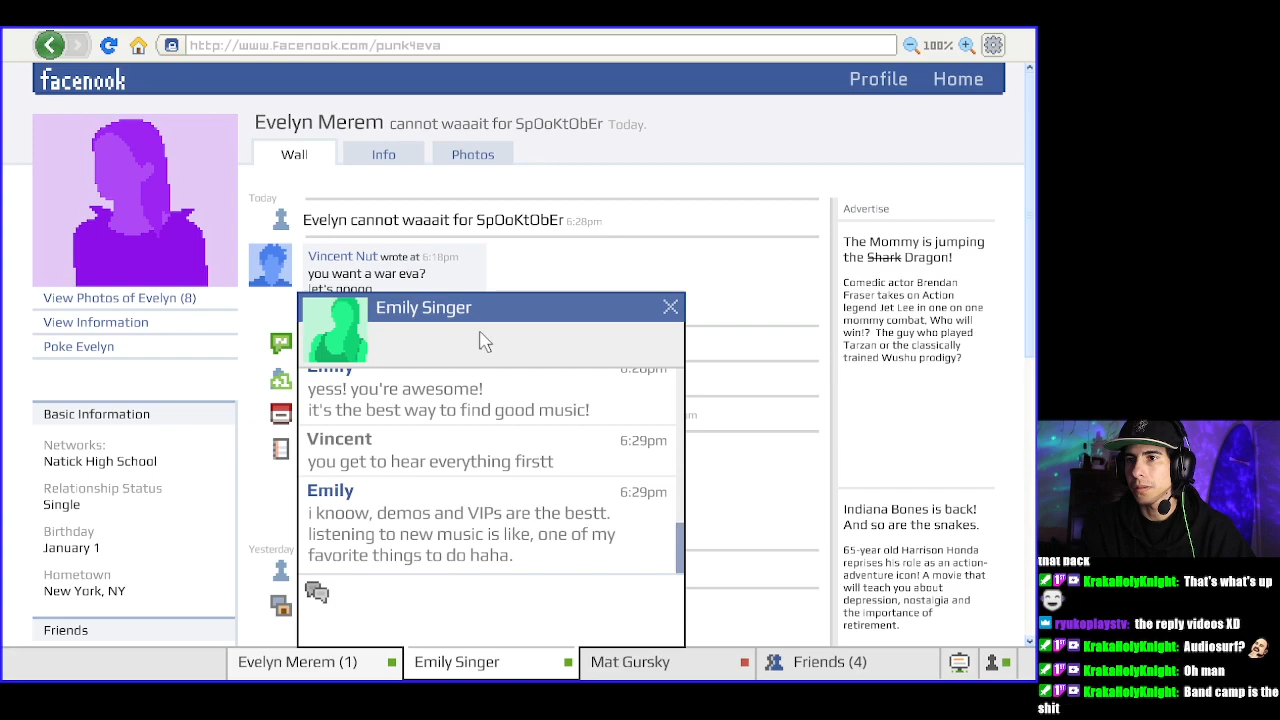 http://www.facenook.com/punk4eva
100%
facenook
Profile
Home
Evelyn Merem cannot waaait for SpOoKtObEr Today.
Wall
Info
Photos
Today
Evelyn cannot waaait for SpOoKtObEr 6:28pm
Vincent Nut wrote at 6:18pm
you want a war eva?
let's goooo
View Photos of Evelyn (8)
View Information
Poke Evelyn
Basic Information
Networks:
Natick High School
Relationship Status
Single
Birthday
January 1
Hometown
New York, NY
Friends
Yesterday
Advertise
The Mommy is jumping
the Shark Dragon!
Comedic actor Brendan
Fraser takes on Action
legend Jet Lee in one on one
mommy combat. Who will
win!? The guy who played
Tarzan or the classically
trained Wushu prodigy?
Indiana Bones is back!
And so are the snakes.
65-year old Harrison Honda
reprises his role as an action-
adventure icon! A movie that
will teach you about
depression, nostalgia and
the importance of
retirement.
Emily Singer
Emily 6:28pm
yess! you're awesome!
it's the best way to find good music!
Vincent 6:29pm
you get to hear everything firstt
Emily 6:29pm
i knoow, demos and VIPs are the bestt.
listening to new music is like, one of my
favorite things to do haha.
Evelyn Merem (1)
Emily Singer
Mat Gursky
Friends (4)
that pack
KrakaHolyKnight: That's what's up
ryukoplaystv: the reply videos XD
KrakaHolyKnight: Audiosurf?
KrakaHolyKnight: Oh man
KrakaHolyKnight: Band camp is the
shit